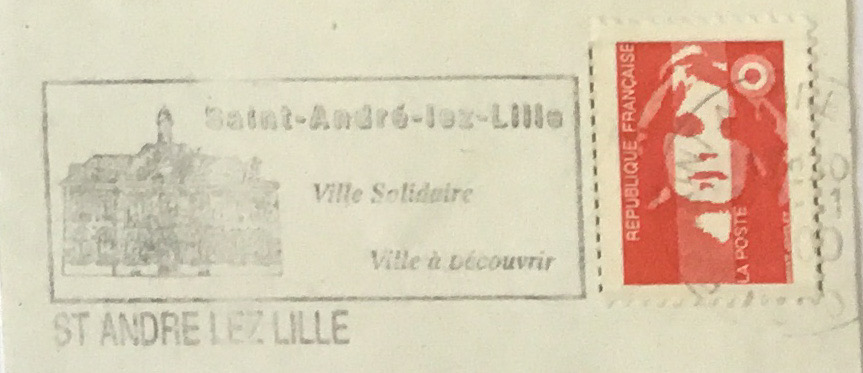 Saint-André-lez-Lille
Ville Solidaire
Ville à Découvrir
ST ANDRE LEZ LILLE
REPUBLIQUE FRANÇAISE
LA POSTE